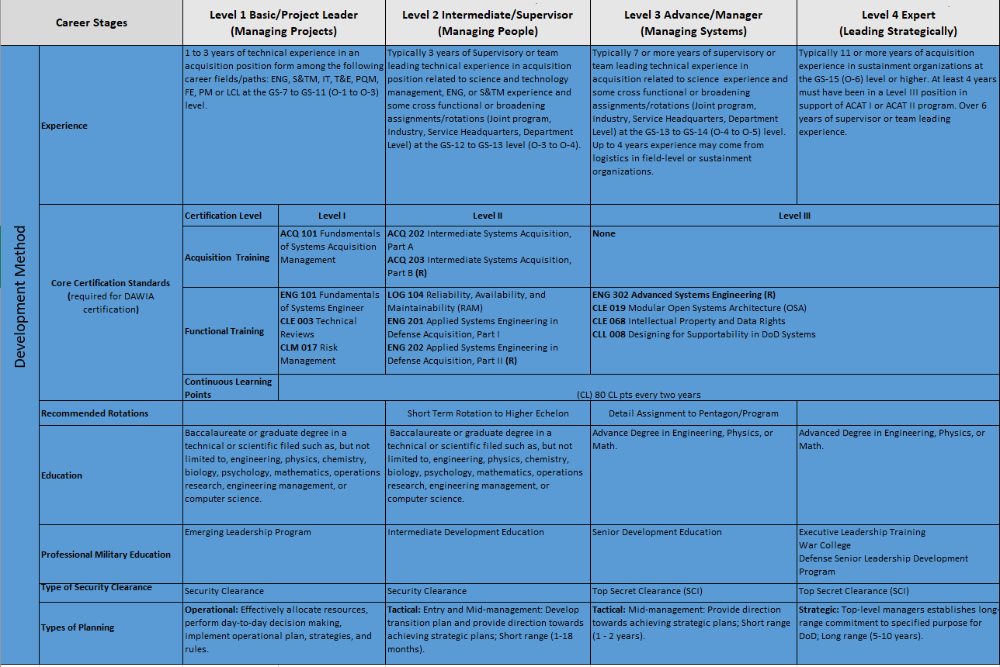 Career Stages
Level 1 Basic/Project Leader
(Managing Projects)
Level 2 Intermediate/Supervisor
(Managing People)
Level 3 Advance/Manager
(Managing Systems)
Level 4 Expert
(Leading Strategically)
Development Method
Experience
1 to 3 years of technical experience in an
acquisition position form among the following
career fields/paths: ENG, S&TM, IT, T&E, PQM,
FE, PM or LCL at the GS-7 to GS-11 (O-1 to O-3)
level.
Typically 3 years of Supervisory or team
leading technical experience in acquisition
position related to science and technology
management, ENG, or S&TM experience and
some cross functional or broadening
assignments/rotations (Joint program,
Industry, Service Headquarters, Department
Level) at the GS-12 to GS-13 level (O-3 to O-4).
Typically 7 or more years of supervisory or
team leading technical experience in
acquisition related to science experience and
some cross functional or broadening
assignments/rotations (Joint program,
Industry, Service Headquarters, Department
Level) at the GS-13 to GS-14 (O-4 to O-5) level.
Up to 4 years experience may come from
logistics in field-level or sustainment
organizations.
Typically 11 or more years of acquisition
experience in sustainment organizations at
the GS-15 (O-6) level or higher. At least 4 years
must have been in a Level III position in
support of ACAT I or ACAT II program. Over 6
years of supervisor or team leading
experience.
Core Certification Standards
(required for DAWIA
certification)
Certification Level
Level I
Level II
Level III
Acquisition Training
ACQ 101 Fundamentals
of Systems Acquisition
Management
ACQ 202 Intermediate Systems Acquisition,
Part A
ACQ 203 Intermediate Systems Acquisition,
Part B (R)
None
Functional Training
ENG 101 Fundamentals
of Systems Engineer
CLE 003 Technical
Reviews
CLM 017 Risk
Management
LOG 104 Reliability, Availability, and
Maintainability (RAM)
ENG 201 Applied Systems Engineering in
Defense Acquisition, Part I
ENG 202 Applied Systems Engineering in
Defense Acquisition, Part II (R)
ENG 302 Advanced Systems Engineering (R)
CLE 019 Modular Open Systems Architecture (OSA)
CLE 068 Intellectual Property and Data Rights
CLL 008 Designing for Supportability in DoD Systems
Continuous Learning
Points
(CL) 80 CL pts every two years
Recommended Rotations
Short Term Rotation to Higher Echelon
Detail Assignment to Pentagon/Program
Education
Baccalaureate or graduate degree in a
technical or scientific filed such as, but not
limited to, engineering, physics, chemistry,
biology, psychology, mathematics, operations
research, engineering management, or
computer science.
Baccalaureate or graduate degree in a
technical or scientific filed such as, but not
limited to, engineering, physics, chemistry,
biology, psychology, mathematics, operations
research, engineering management, or
computer science.
Advance Degree in Engineering, Physics, or
Math.
Advanced Degree in Engineering, Physics, or
Math.
Professional Military Education
Emerging Leadership Program
Intermediate Development Education
Senior Development Education
Executive Leadership Training
War College
Defense Senior Leadership Development
Program
Type of Security Clearance
Security Clearance
Security Clearance
Top Secret Clearance (SCI)
Top Secret Clearance (SCI)
Types of Planning
Operational: Effectively allocate resources,
perform day-to-day decision making,
implement operational plan, strategies, and
rules.
Tactical: Entry and Mid-management: Develop
transition plan and provide direction towards
achieving strategic plans; Short range (1-18
months).
Tactical: Mid-management: Provide direction
towards achieving strategic plans; Short range
(1 - 2 years).
Strategic: Top-level managers establishes long-
range commitment to specified purpose for
DoD; Long range (5-10 years).